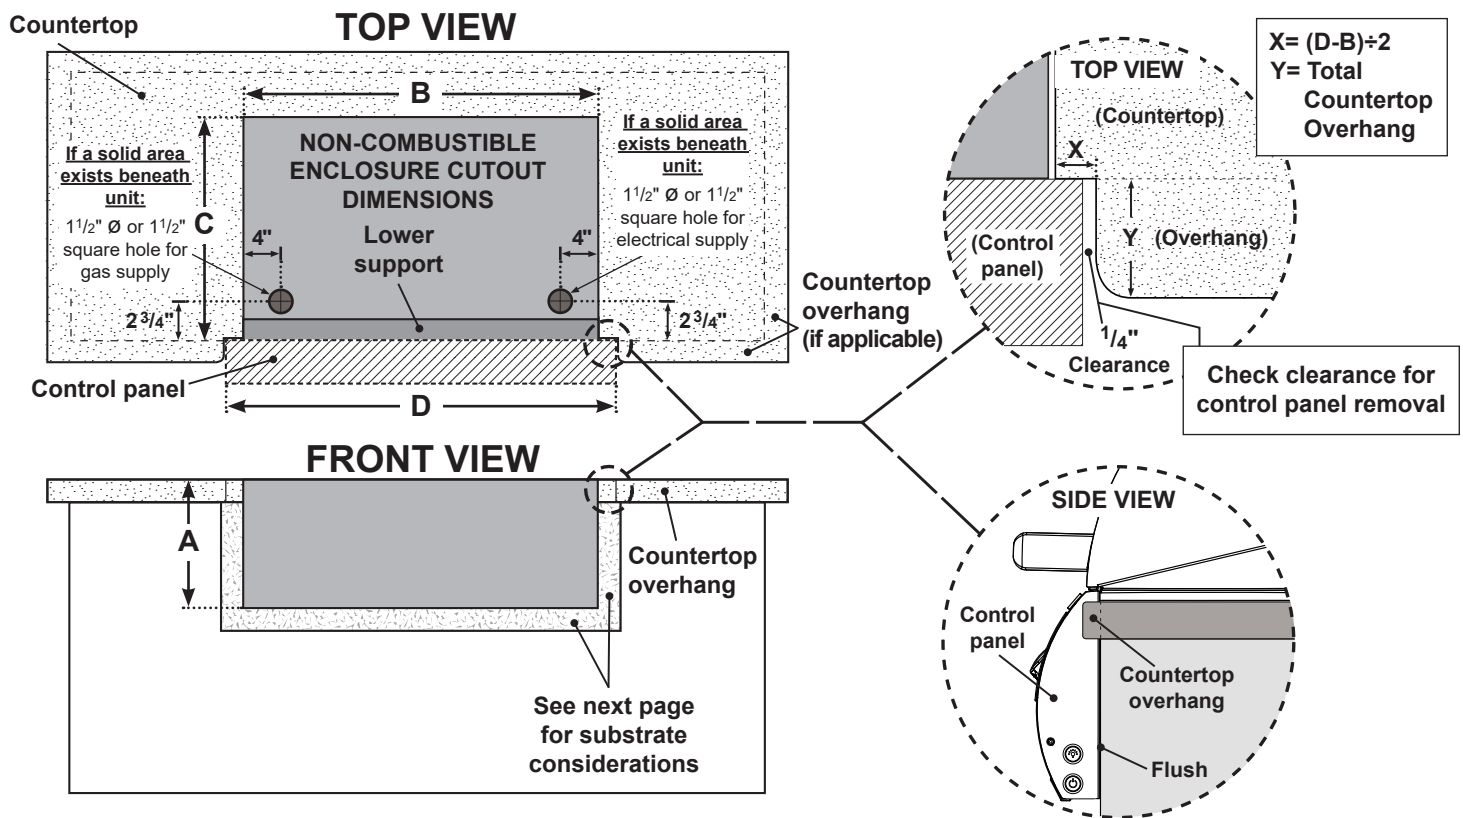 Countertop
TOP VIEW
B
If a solid area
exists beneath
unit:
1 1/2" Ø or 1 1/2"
square hole for
gas supply
C
NON-COMBUSTIBLE
ENCLOSURE CUTOUT
DIMENSIONS
Lower
support
4"
4"
If a solid area
exists beneath
unit:
1 1/2" Ø or 1 1/2"
square hole for
electrical supply
2 3/4"
2 3/4"
Countertop
overhang
(if applicable)
Control panel
D
TOP VIEW
(Countertop)
X
(Control
panel)
Y
(Overhang)
1/4"
Clearance
X= (D-B)÷2
Y= Total
Countertop
Overhang
Check clearance for
control panel removal
FRONT VIEW
A
Countertop
overhang
See next page
for substrate
considerations
SIDE VIEW
Control
panel
Countertop
overhang
Flush